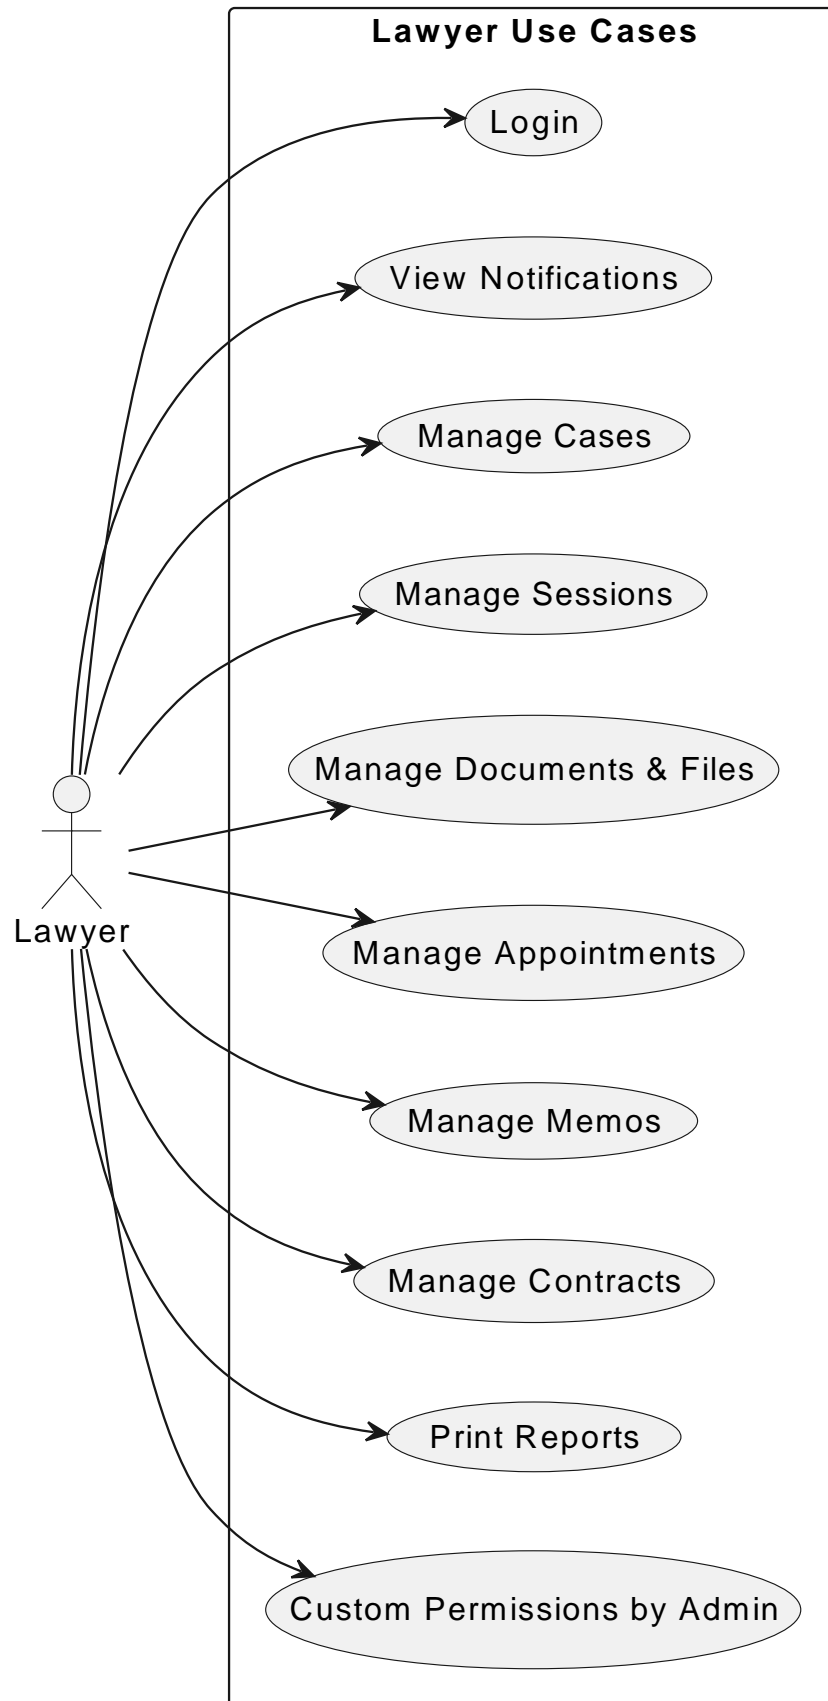 Lawyer Use Cases
Login
View Notifications
Manage Cases
Manage Sessions
Manage Documents & Files
Lawyer
Manage Appointments
Manage Memos
Manage Contracts
Print Reports
Custom Permissions by Admin